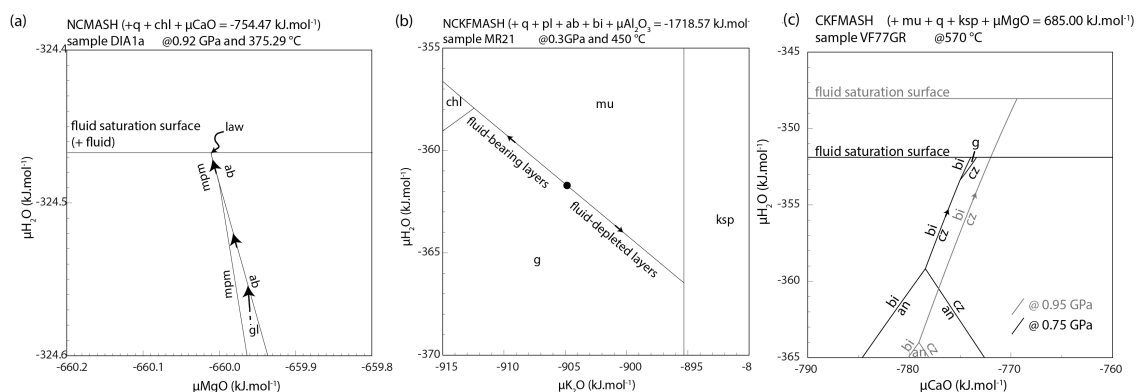 (a)
NCMASH (+q + chl + μCaO = -754.47 kJ.mol⁻¹)
sample DIA1a @0.92 GPa and 375.29 °C
-324.4
-324.5
-324.6
μH₂O (kJ.mol⁻¹)
fluid saturation surface
(+ fluid)
law
mpm
ab
mpm
ab
gl
-660.2
-660.1
-660.0
-659.9
-659.8
μMgO (kJ.mol⁻¹)
(b)
NCKFMASH (+ q + pl + ab + bi + μAl₂O₃ = -1718.57 kJ.mol⁻
sample MR21 @0.3GPa and 450 °C
-355
-360
-365
-370
μH₂O (kJ.mol⁻¹)
chl
mu
fluid-bearing layers
fluid-depleted layers
g
ksp
-915
-910
-905
-900
-895
-8
μK₂O (kJ.mol⁻¹)
(c)
CKFMASH (+ mu + q + ksp + μMgO = 685.00 kJ.mol⁻¹)
sample VF77GR @570 °C
-345
-350
-355
-360
-365
μH₂O (kJ.mol⁻¹)
fluid saturation surface
fluid saturation surface
g
bi
cz
bi
cz
bi
cz
bi
an
cz
an
bi
an
cz
@ 0.95 GPa
@ 0.75 GPa
-790
-780
-770
-760
μCaO (kJ.mol⁻¹)